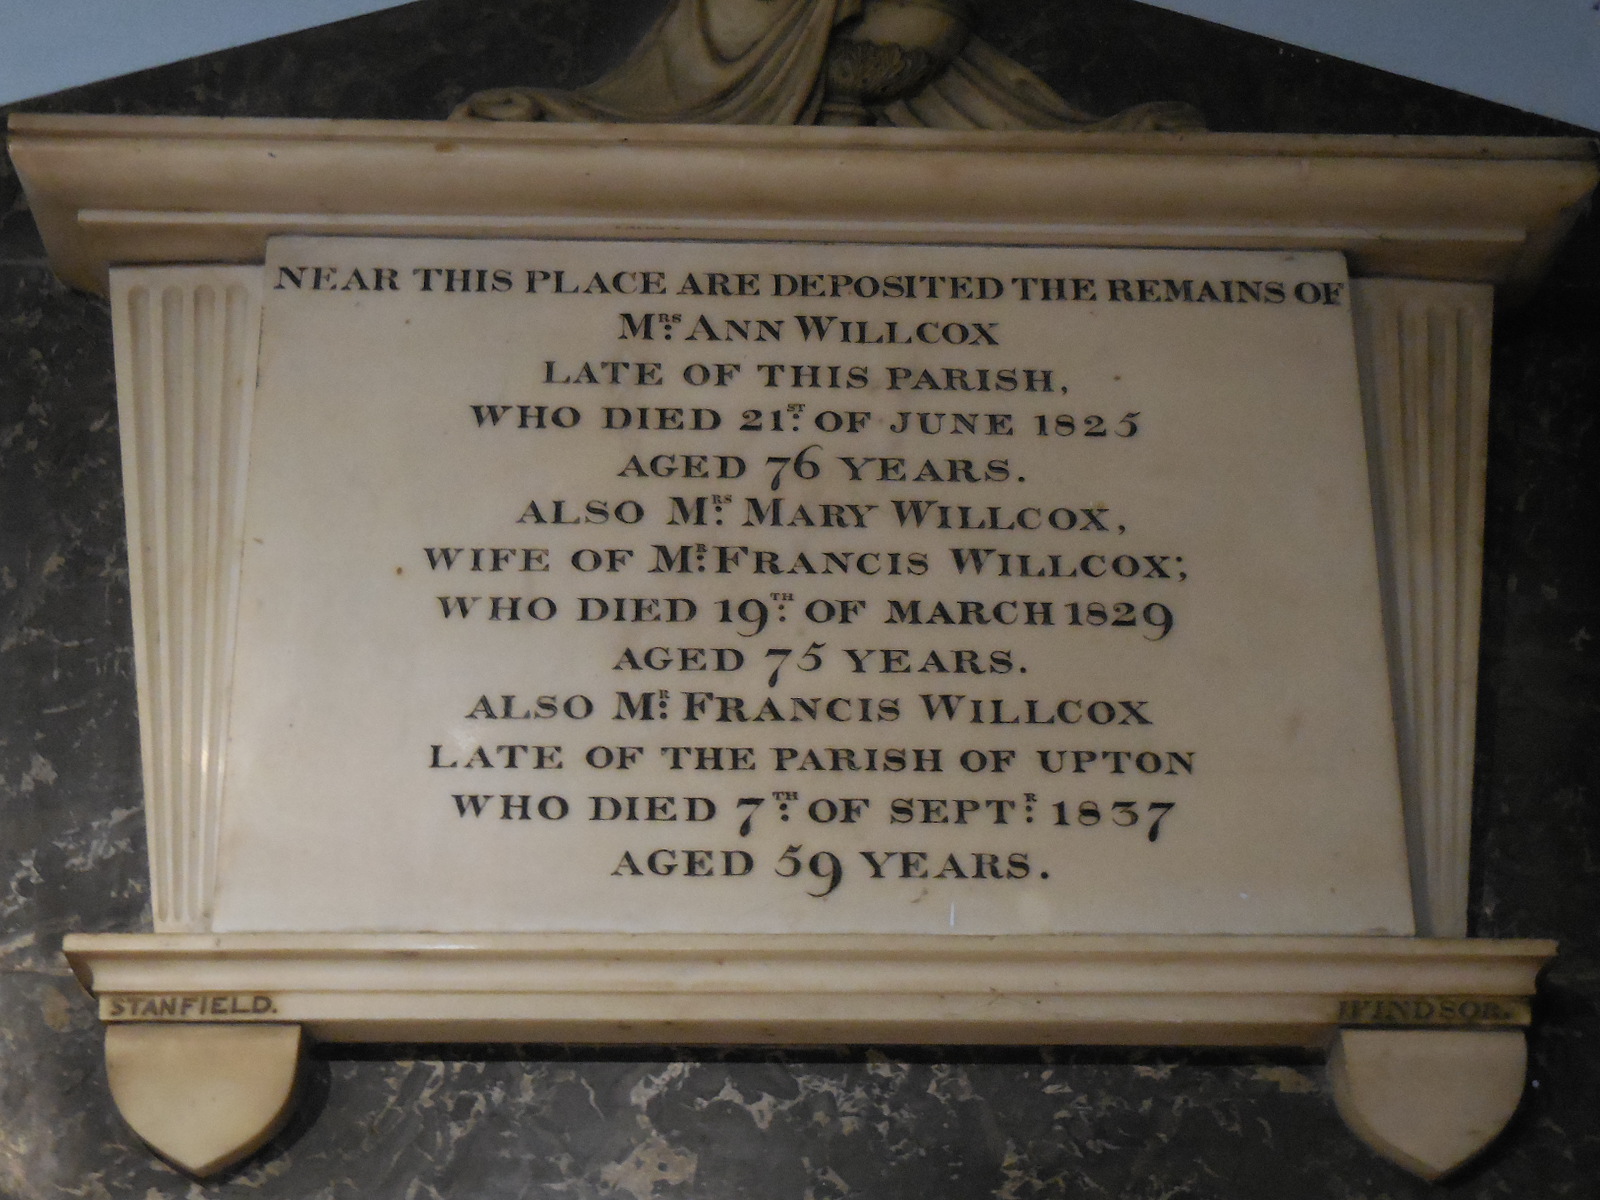 NEAR THIS PLACE ARE DEPOSITED THE REMAINS OF
MRS: ANN WILLCOX
LATE OF THIS PARISH,
WHO DIED 21ST: OF JUNE 1825
AGED 76 YEARS.
ALSO MRS: MARY WILLCOX,
WIFE OF MR: FRANCIS WILLCOX;
WHO DIED 19TH: OF MARCH 1829
AGED 75 YEARS.
ALSO MR: FRANCIS WILLCOX
LATE OF THE PARISH OF UPTON
WHO DIED 7TH: OF SEPTR: 1837
AGED 59 YEARS.
STANFIELD. WINDSOR.